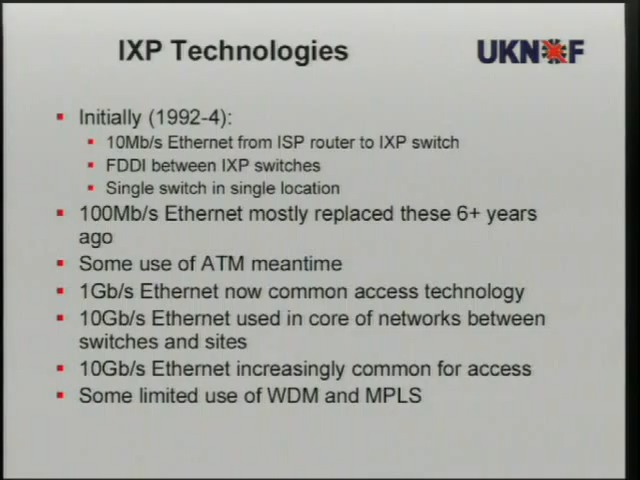 IXP Technologies
UKNOF
Initially (1992-4):
10Mb/s Ethernet from ISP router to IXP switch
FDDI between IXP switches
Single switch in single location
100Mb/s Ethernet mostly replaced these 6+ years
ago
Some use of ATM meantime
1Gb/s Ethernet now common access technology
10Gb/s Ethernet used in core of networks between
switches and sites
10Gb/s Ethernet increasingly common for access
Some limited use of WDM and MPLS